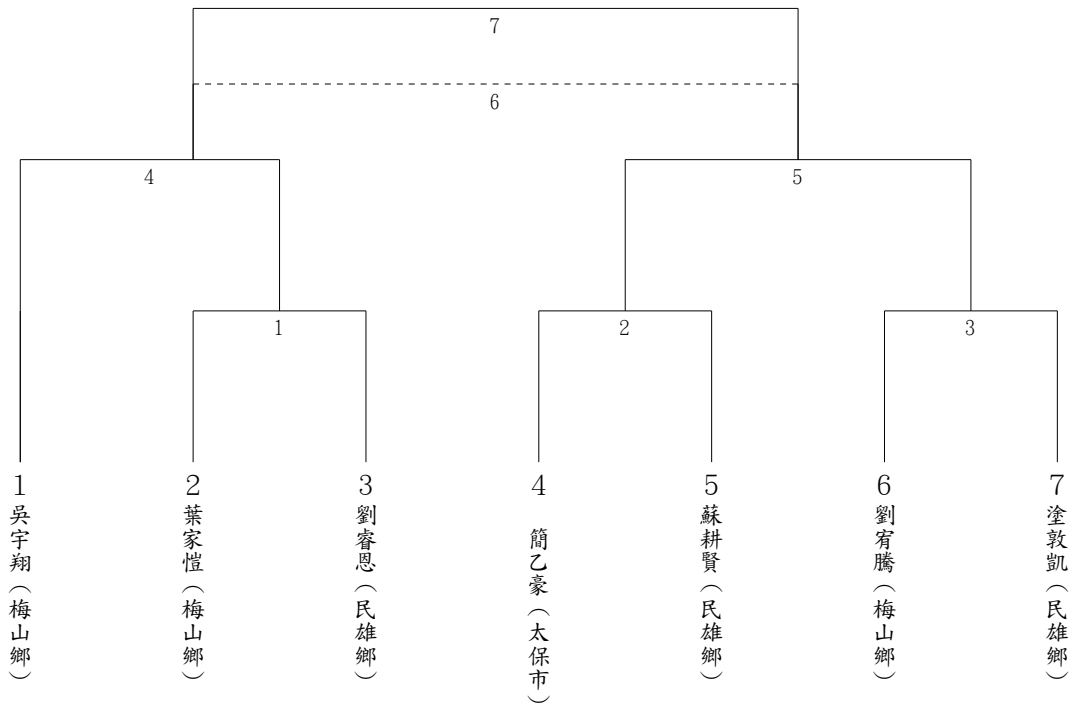 7
6
4
5
1
2
3
1
吳宇翔（梅山鄉）
2
葉家愷（梅山鄉）
3
劉睿恩（民雄鄉）
4
簡乙豪（太保市）
5
蘇耕賢（民雄鄉）
6
劉宥騰（梅山鄉）
7
塗敦凱（民雄鄉）